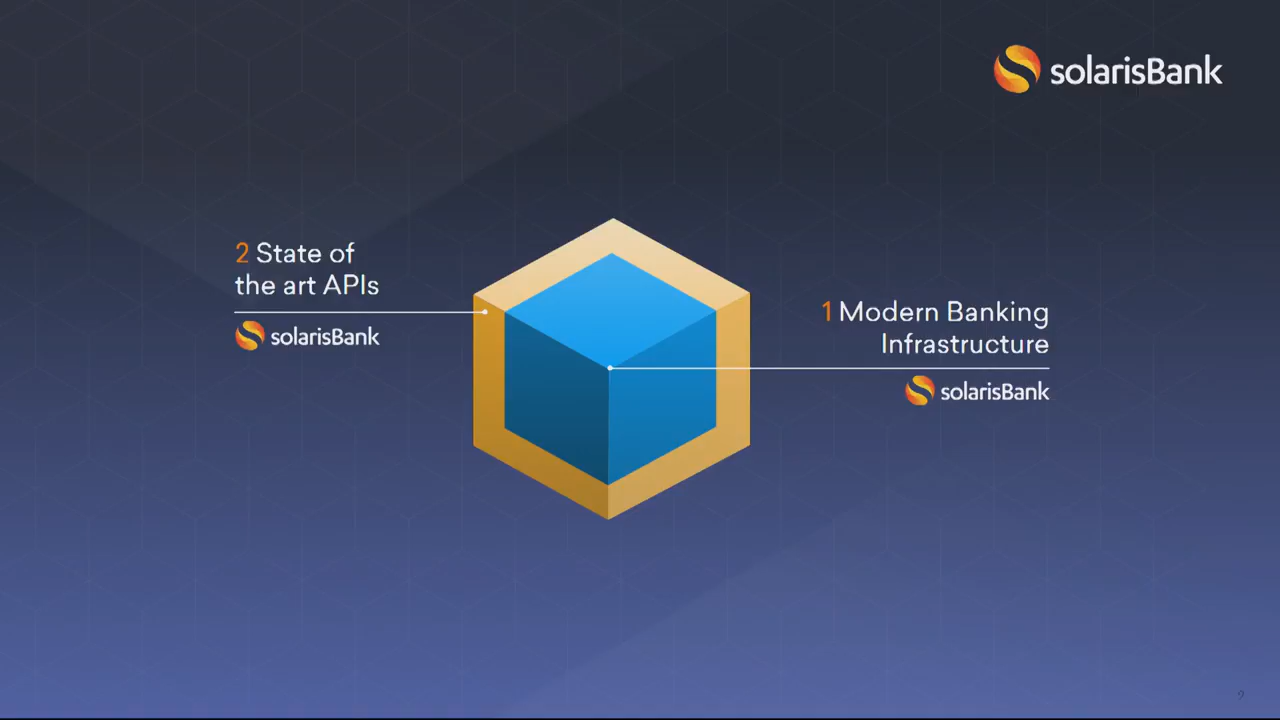 solarisBank
2 State of
the art APIs
solarisBank
1 Modern Banking
Infrastructure
solarisBank
9